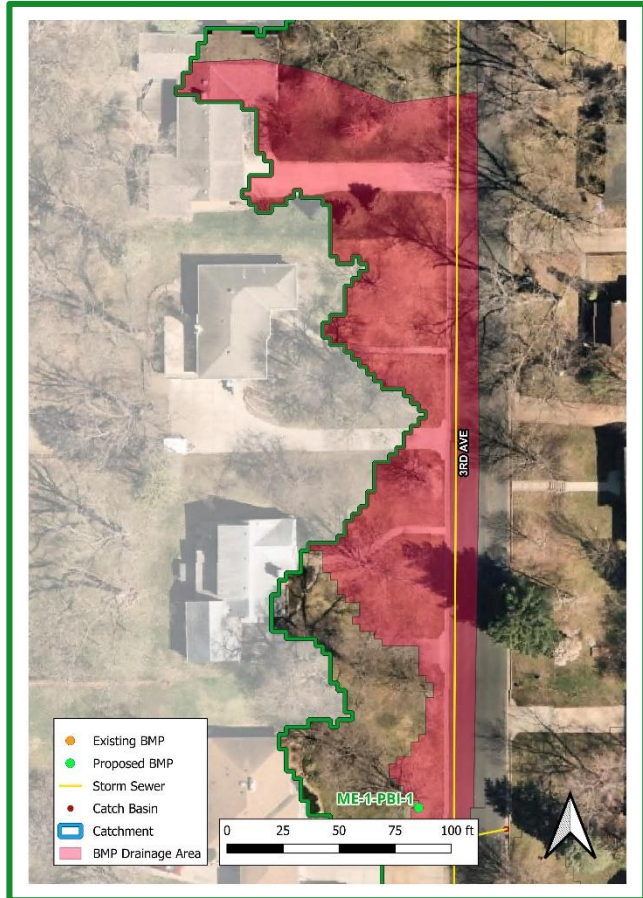 3RD AVE
ME-1-PBI-1
Existing BMP
Proposed BMP
Storm Sewer
Catch Basin
Catchment
BMP Drainage Area
0 25 50 75 100 ft